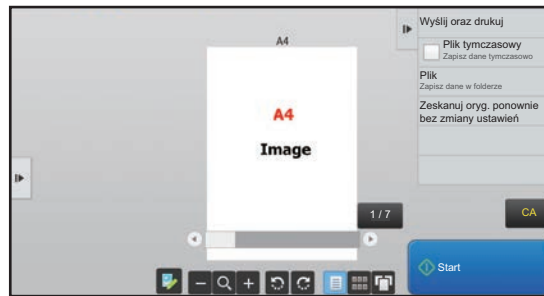 A4
A4
Image
1 / 7
Wyślij oraz drukuj
Plik tymczasowy
Zapisz dane tymczasowo
Plik
Zapisz dane w folderze
Zeskanuj oryg. ponownie
bez zmiany ustawień
CA
Start